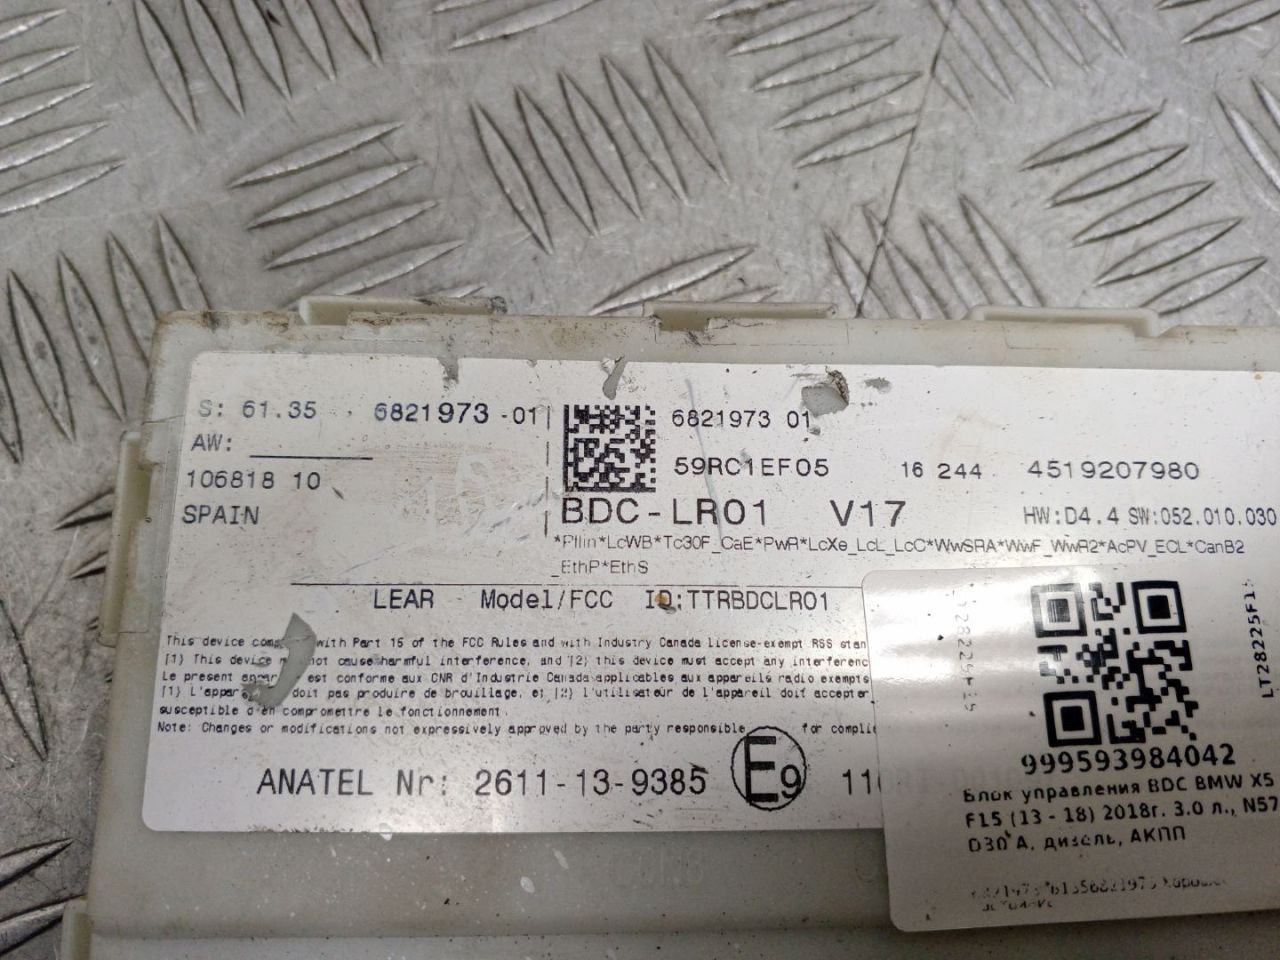 S: 61.35 6821973 -01
AW:
106818 10
SPAIN
6821973 01
59RC1EF05 16 244 4519207980
BDC-LR01 V17 HW:D4.4 SW:052.010.030
*PIIin*LcWB*Tc30F_CaE*PwR*LcXe_LcL_LcC*WwSRA*WwF_WwR2*AcPV_ECL*CanB2
_EthP*EthS
LEAR Model/FCC ID:TTRBDCLR01
This device with Part 15 of the FCC Rules and with Industry Canada license-exempt RSS
(1) This device not cause harmful interference, and (2) this device must accept any
Le present est conforme aux CNR d'Industrie Canada applicables aux appareils radio exempts
(1) doit pas produire de brouillage, et (2) l'utilisateur de l'appareil doit accepter
susceptible d'en compromettre le fonctionnement.
Note: Changes or modifications not expressively approved by the party responsible for
ANATEL Nr: 2611-13-9385 E9
LT28225F15
999593984042
Блок управления BDC BMW X5
F15 (13 - 18) 2018г. 3.0 л., N57
D30 A, дизель, АКПП